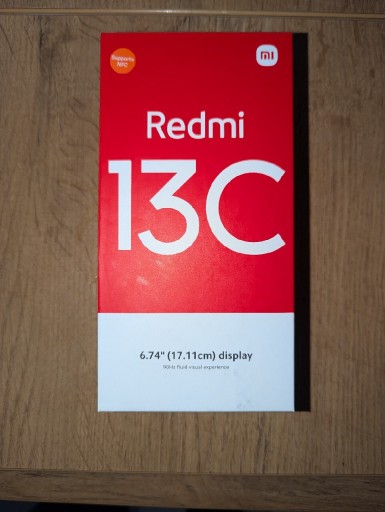 Supports
NFC
mi
Redmi
13C
6.74" (17.11cm) display
90Hz fluid visual experience